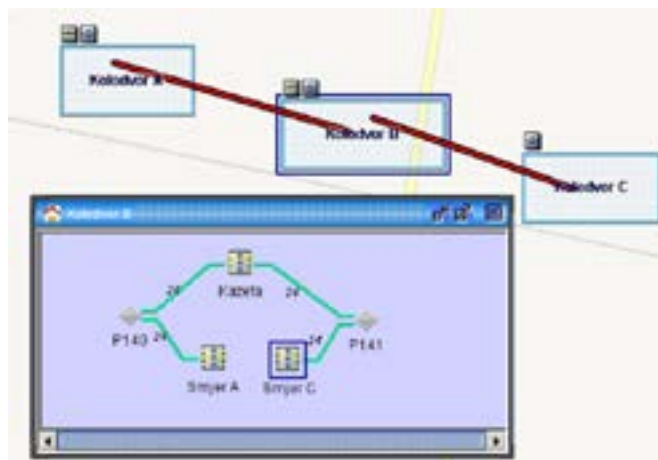 Kolodvor A
Kolodvor B
Kolodvor C
Kolodvor B
24
Kazeta
24
P140
24
24
P141
Smjer A
Smjer C